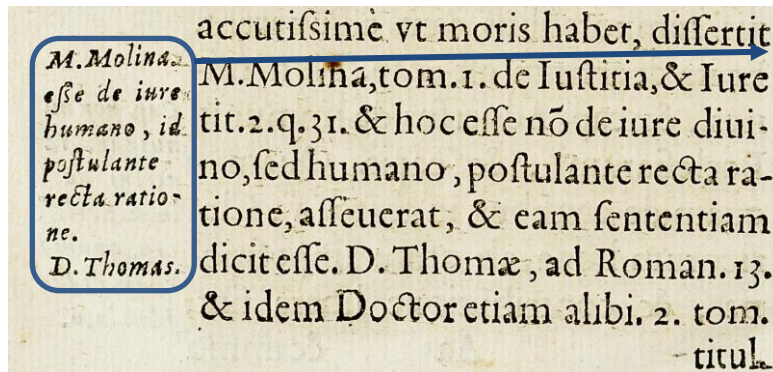 M. Molina.
eſſe de iure
humano, id
poſtulante
recta ratio-
ne.
D. Thomas.
accutiſsimè vt moris habet, diſſertit
M. Molina, tom. 1. de Iuſtitia, & Iure
tit. 2. q. 31. & hoc eſſe nõ de iure diui-
no, ſed humano, poſtulante recta ra-
tione, aſſeuerat, & eam ſententiam
dicit eſſe. D. Thomæ, ad Roman. 13.
& idem Doctor etiam alibi. 2. tom.
titul.